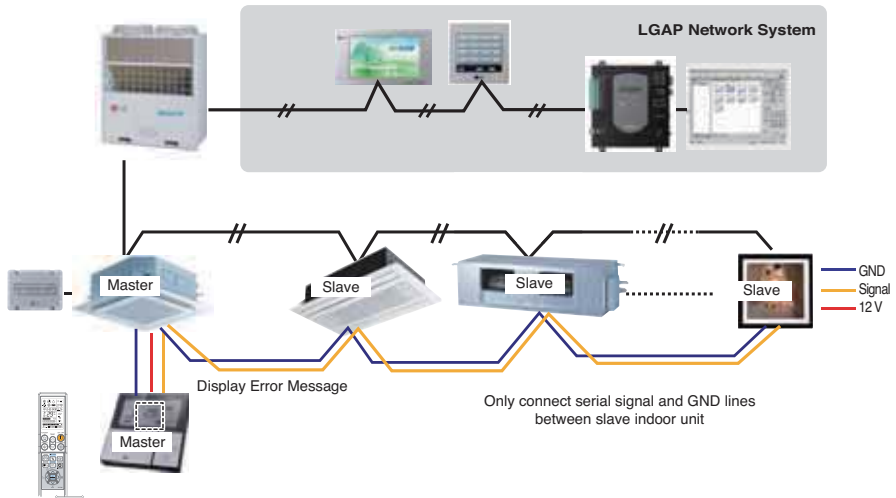 LGAP Network System
Master
Slave
Slave
Slave
GND
Signal
12 V
Display Error Message
Only connect serial signal and GND lines
between slave indoor unit
Master